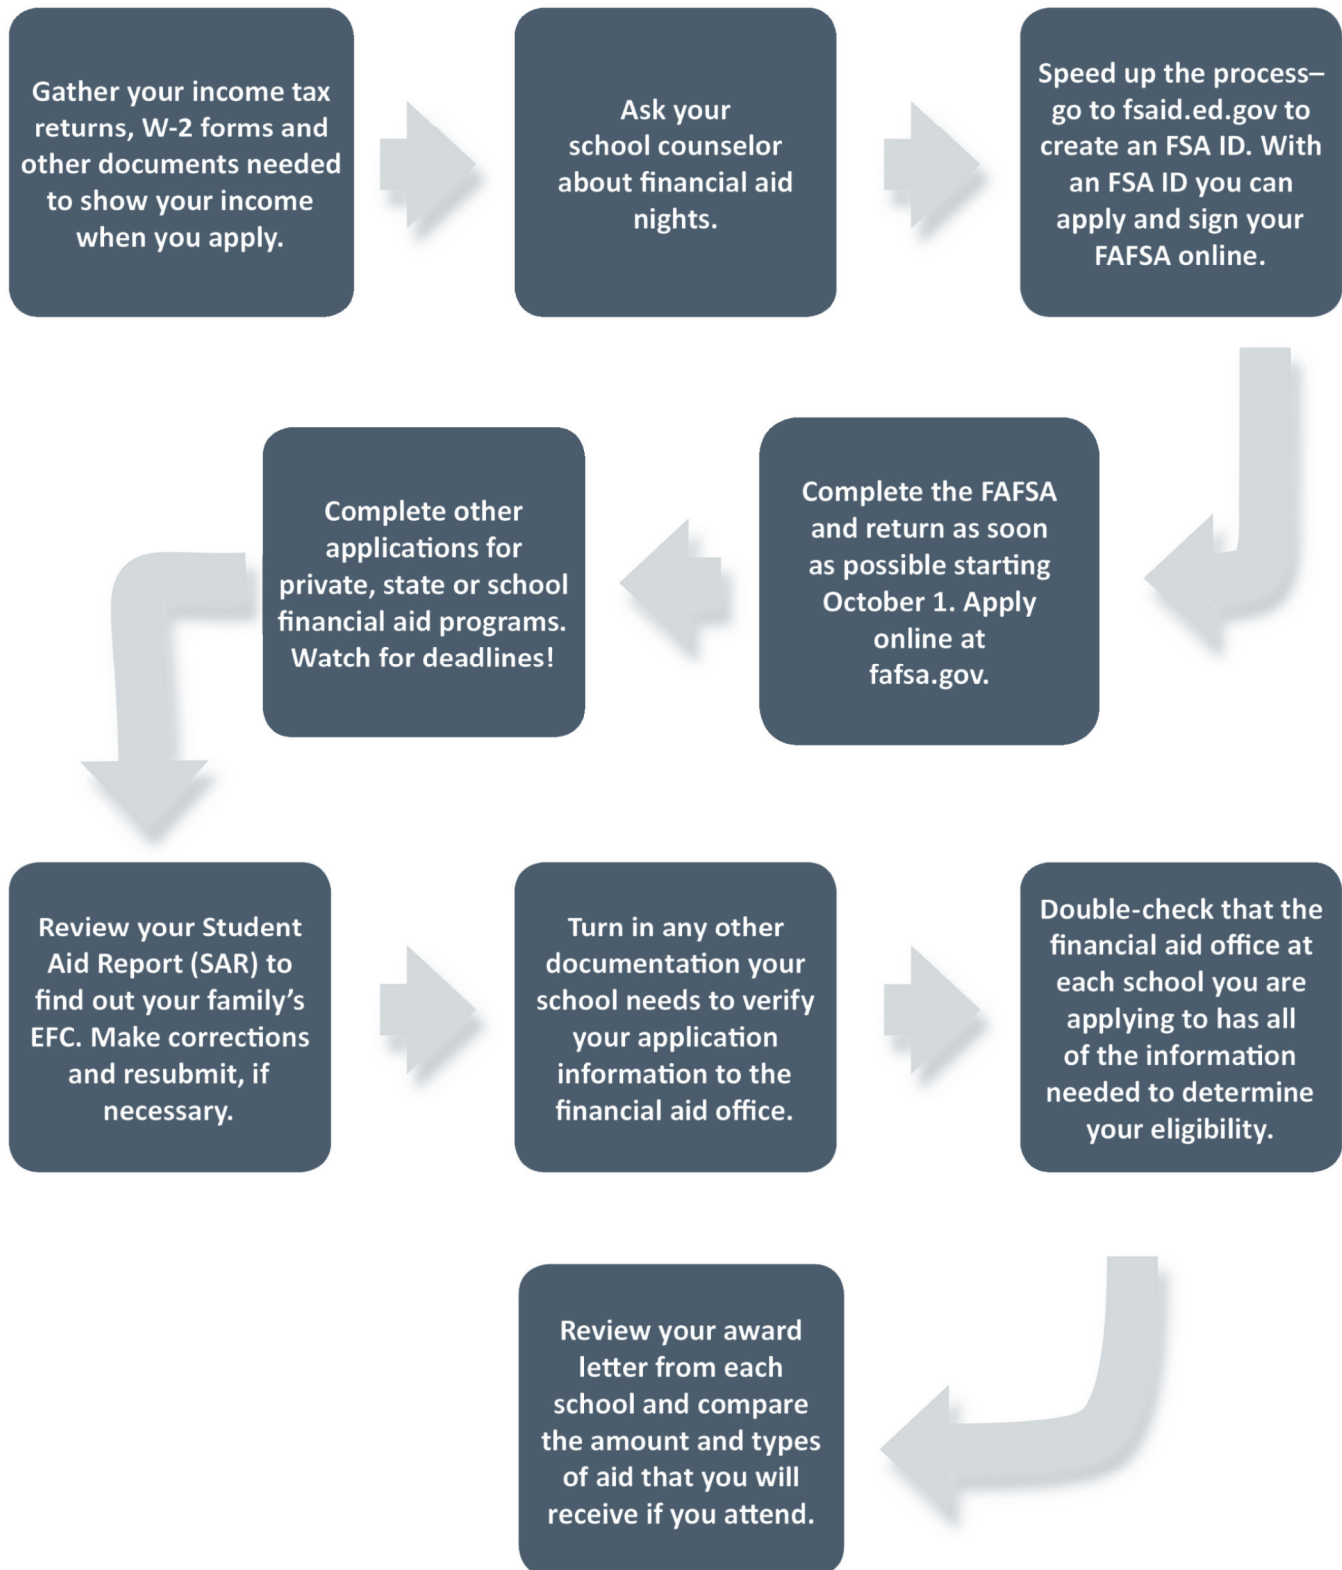 Gather your income tax
returns, W-2 forms and
other documents needed
to show your income
when you apply.
Ask your
school counselor
about financial aid
nights.
Speed up the process–
go to fsaid.ed.gov to
create an FSA ID. With
an FSA ID you can
apply and sign your
FAFSA online.
Complete the FAFSA
and return as soon
as possible starting
October 1. Apply
online at
fafsa.gov.
Complete other
applications for
private, state or school
financial aid programs.
Watch for deadlines!
Review your Student
Aid Report (SAR) to
find out your family’s
EFC. Make corrections
and resubmit, if
necessary.
Turn in any other
documentation your
school needs to verify
your application
information to the
financial aid office.
Double-check that the
financial aid office at
each school you are
applying to has all
of the information
needed to determine
your eligibility.
Review your award
letter from each
school and compare
the amount and types
of aid that you will
receive if you attend.